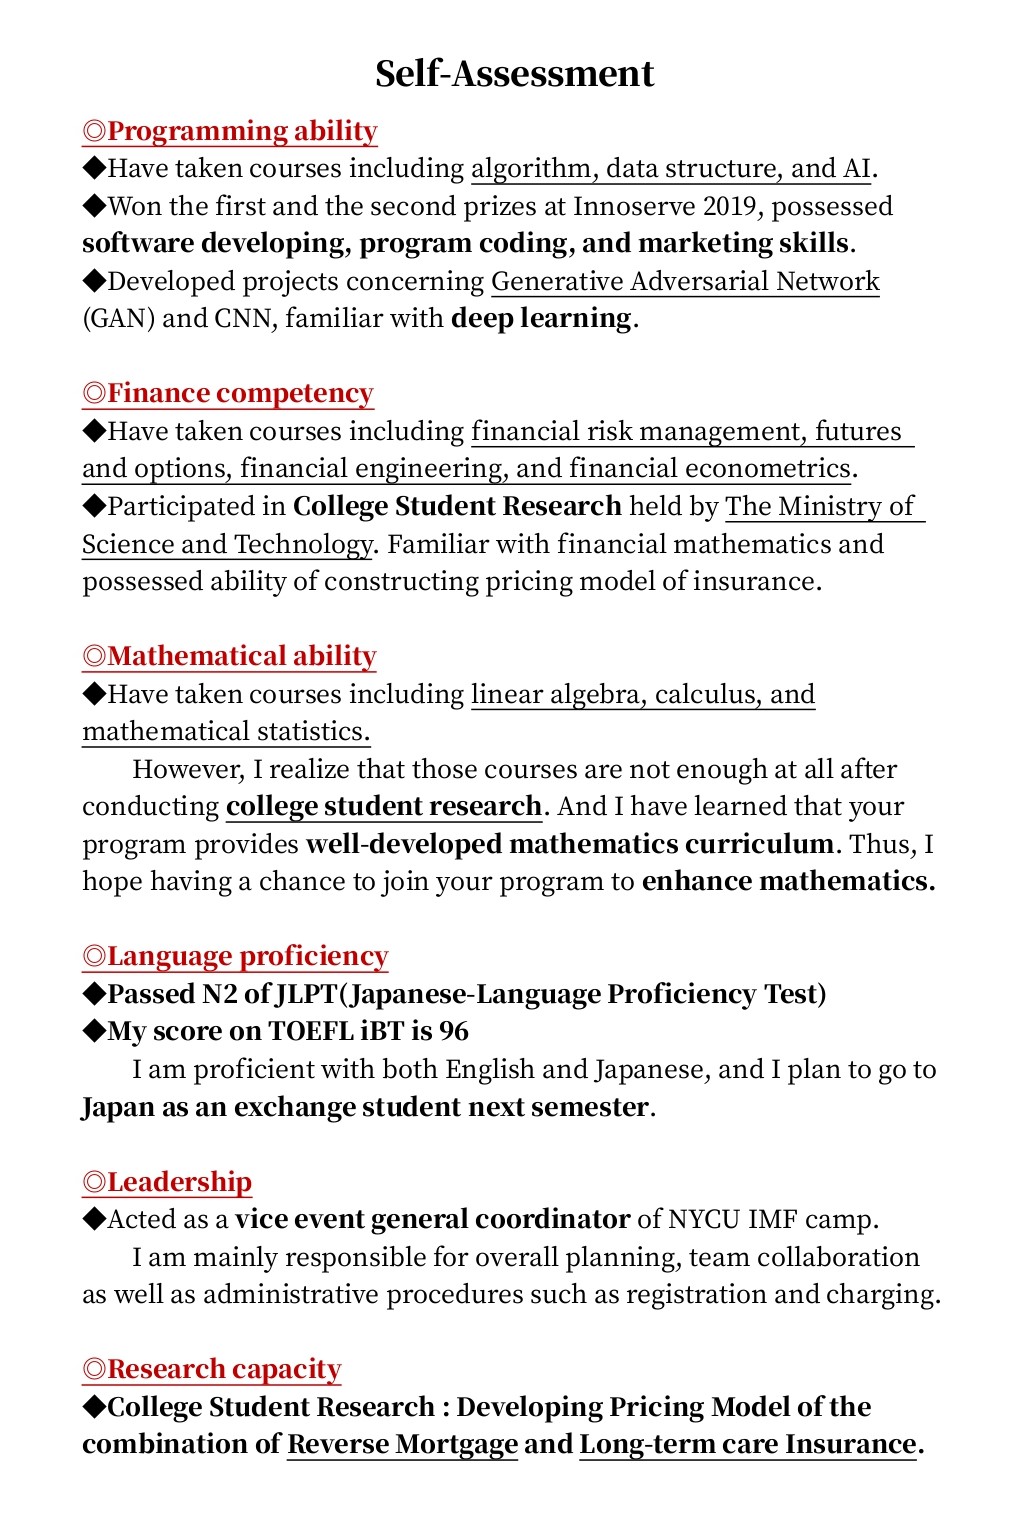 Self-Assessment
◎Programming ability
◆Have taken courses including algorithm, data structure, and AI.
◆Won the first and the second prizes at Innoserve 2019, possessed
software developing, program coding, and marketing skills.
◆Developed projects concerning Generative Adversarial Network
(GAN) and CNN, familiar with deep learning.
◎Finance competency
◆Have taken courses including financial risk management, futures
and options, financial engineering, and financial econometrics.
◆Participated in College Student Research held by The Ministry of
Science and Technology. Familiar with financial mathematics and
possessed ability of constructing pricing model of insurance.
◎Mathematical ability
◆Have taken courses including linear algebra, calculus, and
mathematical statistics.
However, I realize that those courses are not enough at all after
conducting college student research. And I have learned that your
program provides well-developed mathematics curriculum. Thus, I
hope having a chance to join your program to enhance mathematics.
◎Language proficiency
◆Passed N2 of JLPT(Japanese-Language Proficiency Test)
◆My score on TOEFL iBT is 96
I am proficient with both English and Japanese, and I plan to go to
Japan as an exchange student next semester.
◎Leadership
◆Acted as a vice event general coordinator of NYCU IMF camp.
I am mainly responsible for overall planning, team collaboration
as well as administrative procedures such as registration and charging.
◎Research capacity
◆College Student Research : Developing Pricing Model of the
combination of Reverse Mortgage and Long-term care Insurance.